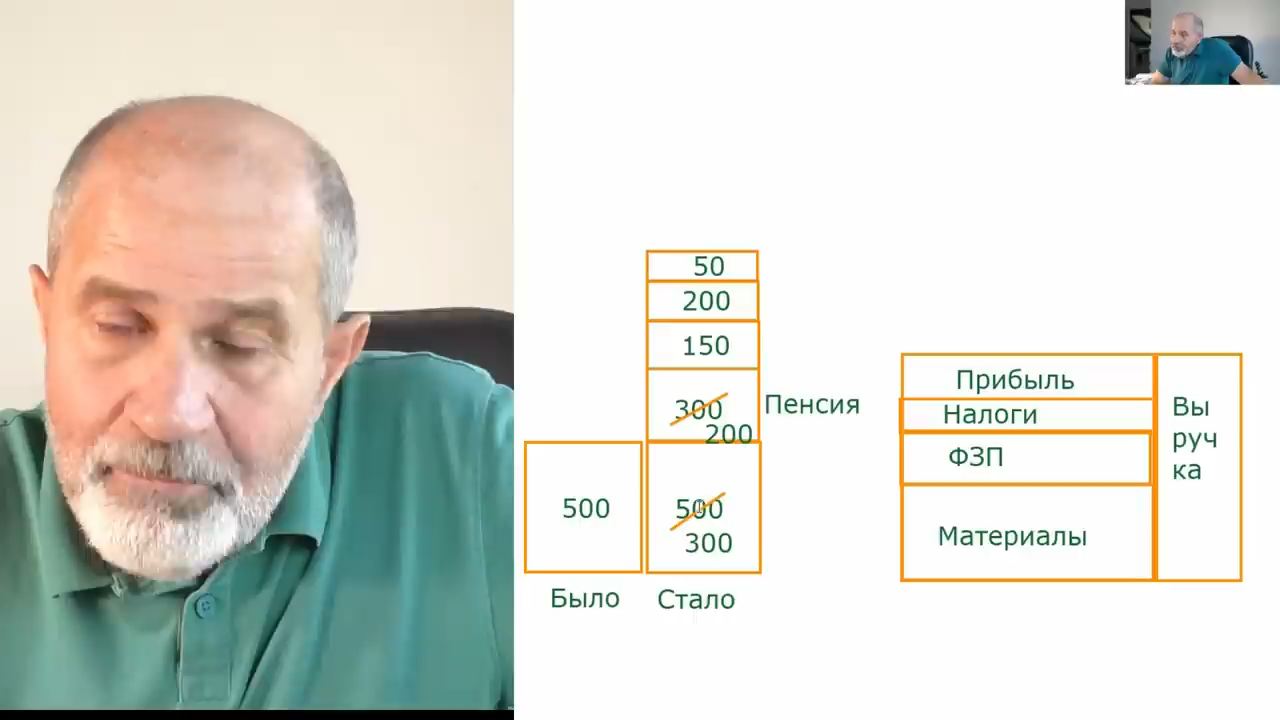 50
200
150
300
200
Пенсия
500
500
300
Было
Стало
Прибыль
Налоги
ФЗП
Материалы
Вы
руч
ка